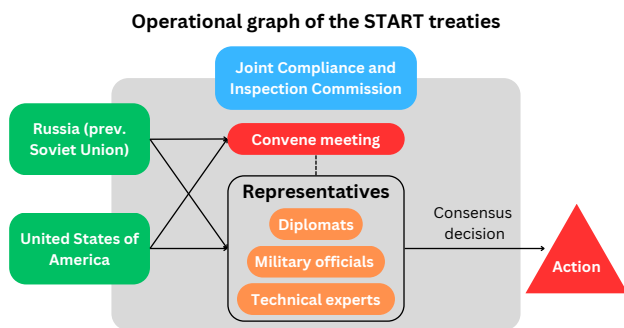 Operational graph of the START treaties
Joint Compliance and
Inspection Commission
Russia (prev.
Soviet Union)
Convene meeting
Representatives
Diplomats
United States of
America
Military officials
Technical experts
Consensus
decision
Action